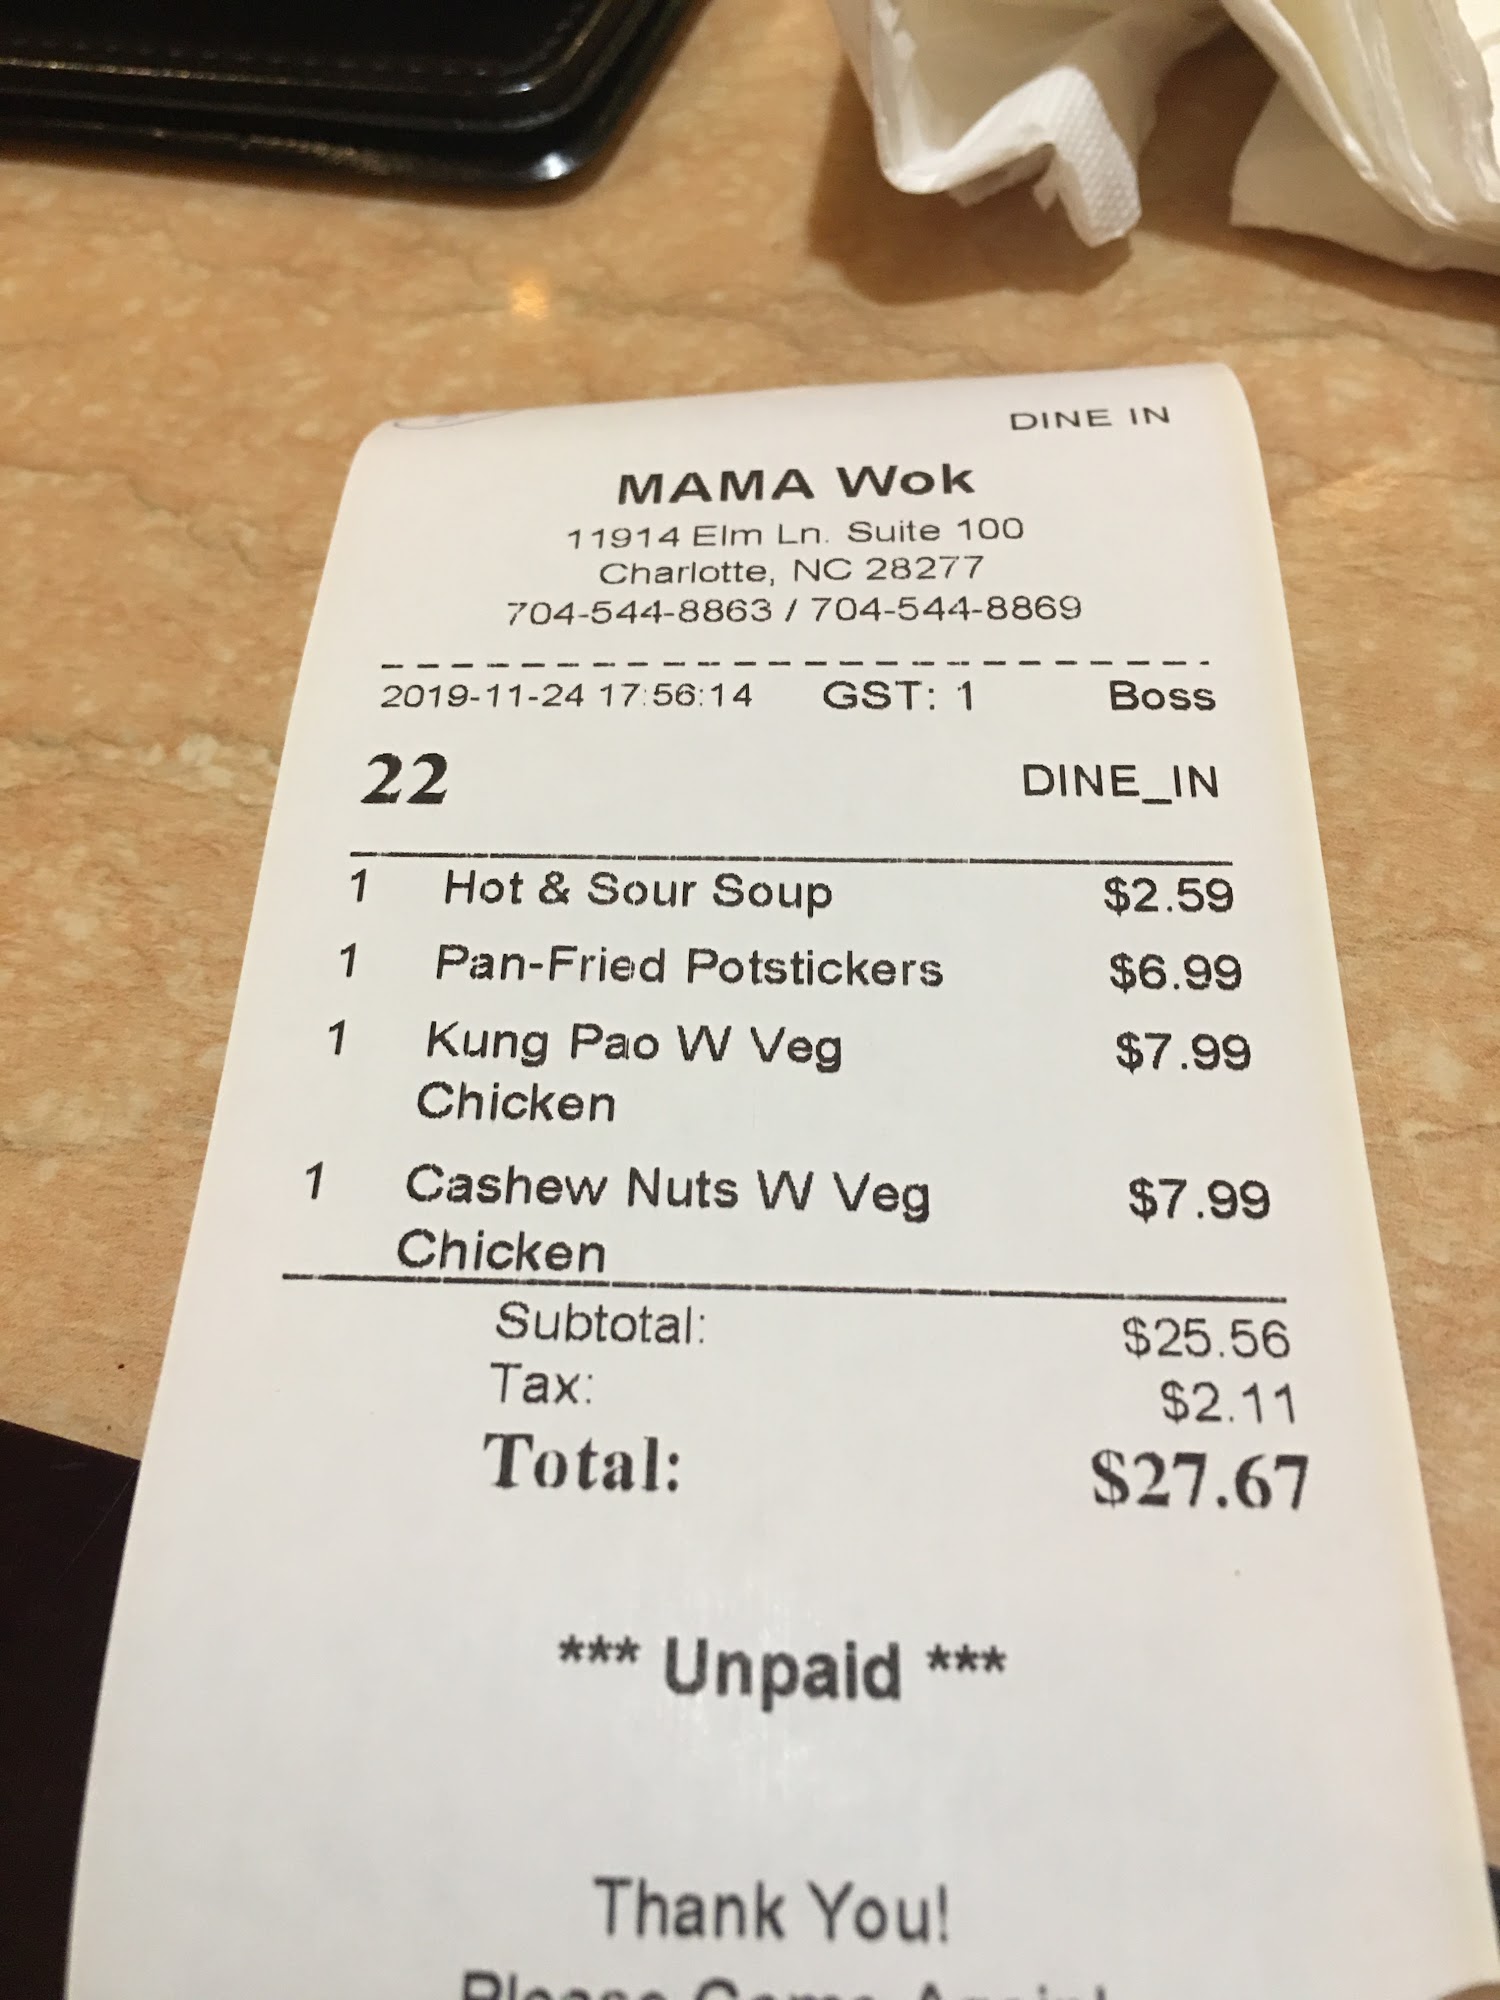 DINE IN
MAMA Wok
11914 Elm Ln. Suite 100
Charlotte, NC 28277
704-544-8863 / 704-544-8869
2019-11-24 17:56:14 GST: 1 Boss
22 DINE_IN
1 Hot & Sour Soup $2.59
1 Pan-Fried Potstickers $6.99
1 Kung Pao W Veg $7.99
Chicken
1 Cashew Nuts W Veg $7.99
Chicken
Subtotal: $25.56
Tax: $2.11
Total: $27.67
*** Unpaid ***
Thank You!
Please Come Again!